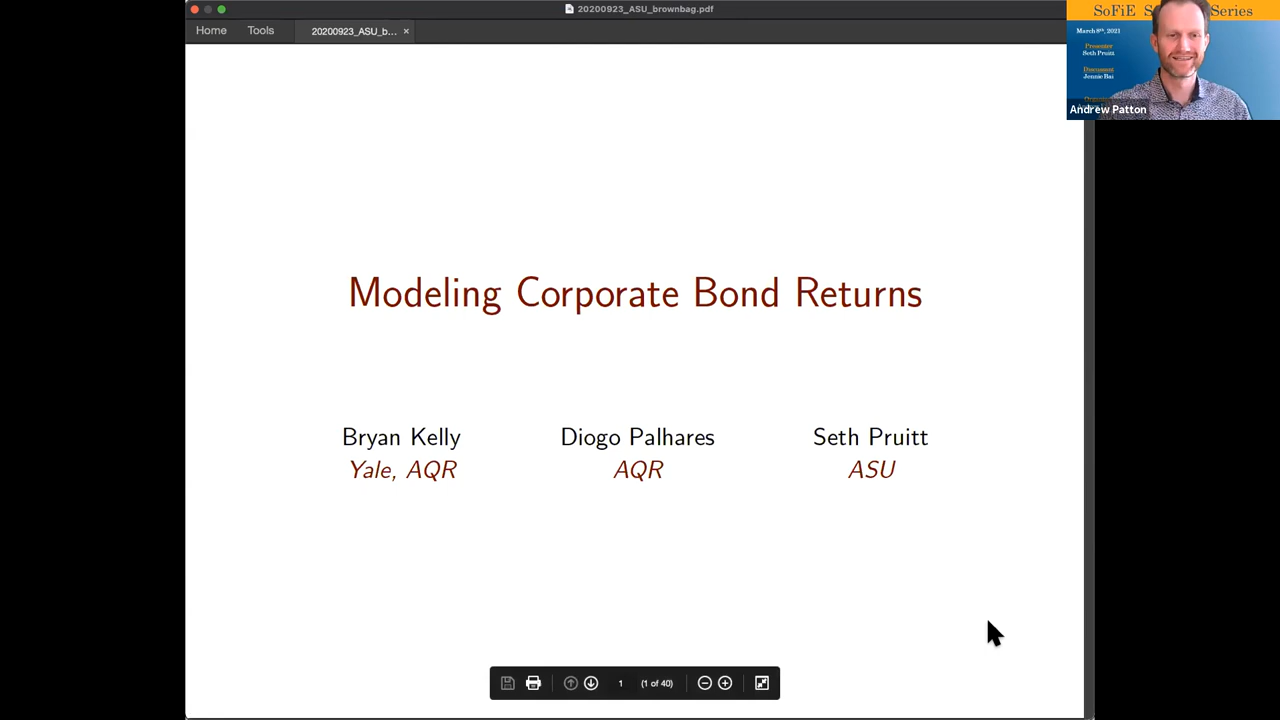 20200923_ASU_brownbag.pdf
Home Tools 20200923_ASU_b... ×
SoFiE S Series
March 8th, 2021
Presenter
Seth Pruitt
Discussant
Jennie Bai
Andrew Patton
Modeling Corporate Bond Returns
Bryan Kelly Diogo Palhares Seth Pruitt
Yale, AQR AQR ASU
1 (1 of 40)